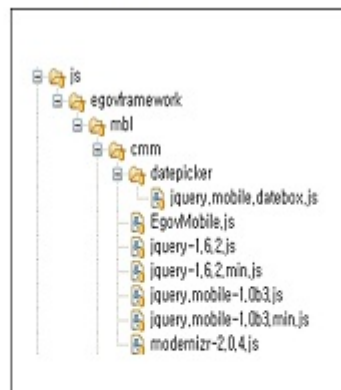 js
egovframework
mbl
cmm
datepicker
jquery,mobile,datebox,js
EgovMobile,js
jquery-1,6,2,js
jquery-1,6,2,min,js
jquery,mobile-1,0b3,js
jquery,mobile-1,0b3,min,js
modernizr-2,0,4,js